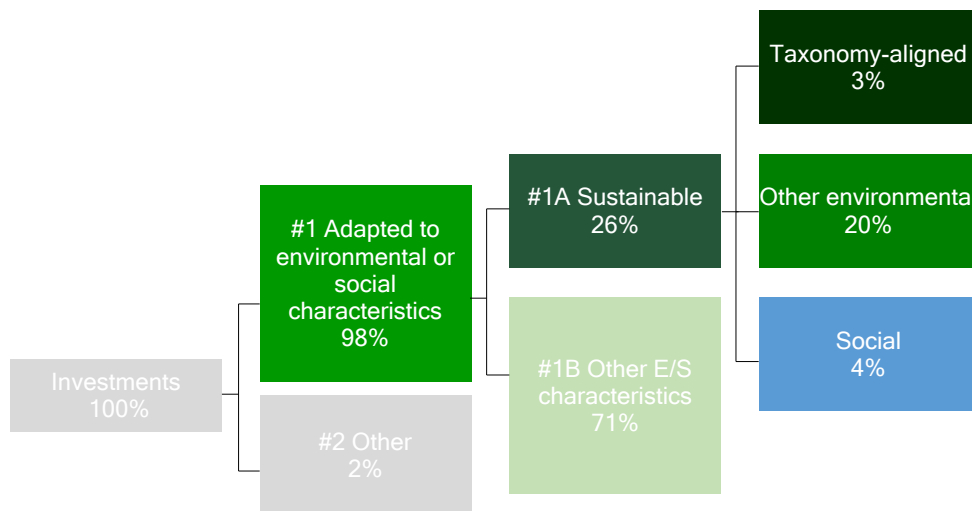 Investments
100%
#1 Adapted to
environmental or
social
characteristics
98%
#2 Other
2%
#1A Sustainable
26%
#1B Other E/S
characteristics
71%
Taxonomy-aligned
3%
Other environmenta
20%
Social
4%